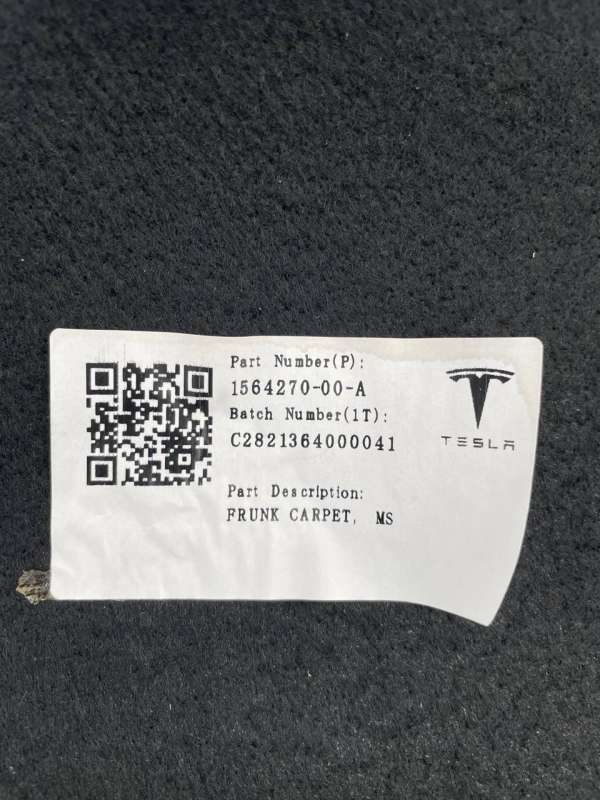 Part Number(P):
1564270-00-A
Batch Number(1T):
C2821364000041
TESLA
Part Description:
FRUNK CARPET, MS